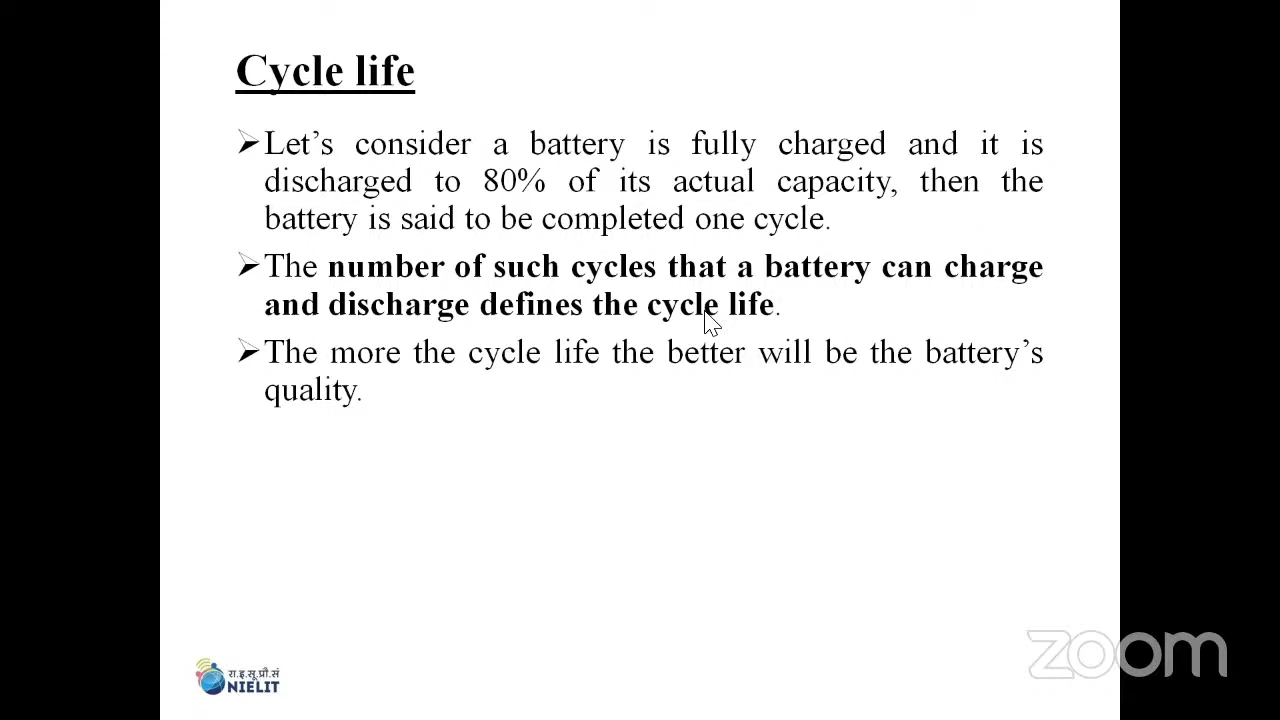 Cycle life
➢Let’s consider a battery is fully charged and it is
discharged to 80% of its actual capacity, then the
battery is said to be completed one cycle.
➢The number of such cycles that a battery can charge
and discharge defines the cycle life.
➢The more the cycle life the better will be the battery’s
quality.
रा.इ.सू.प्रौ.सं
NIELIT
zoom